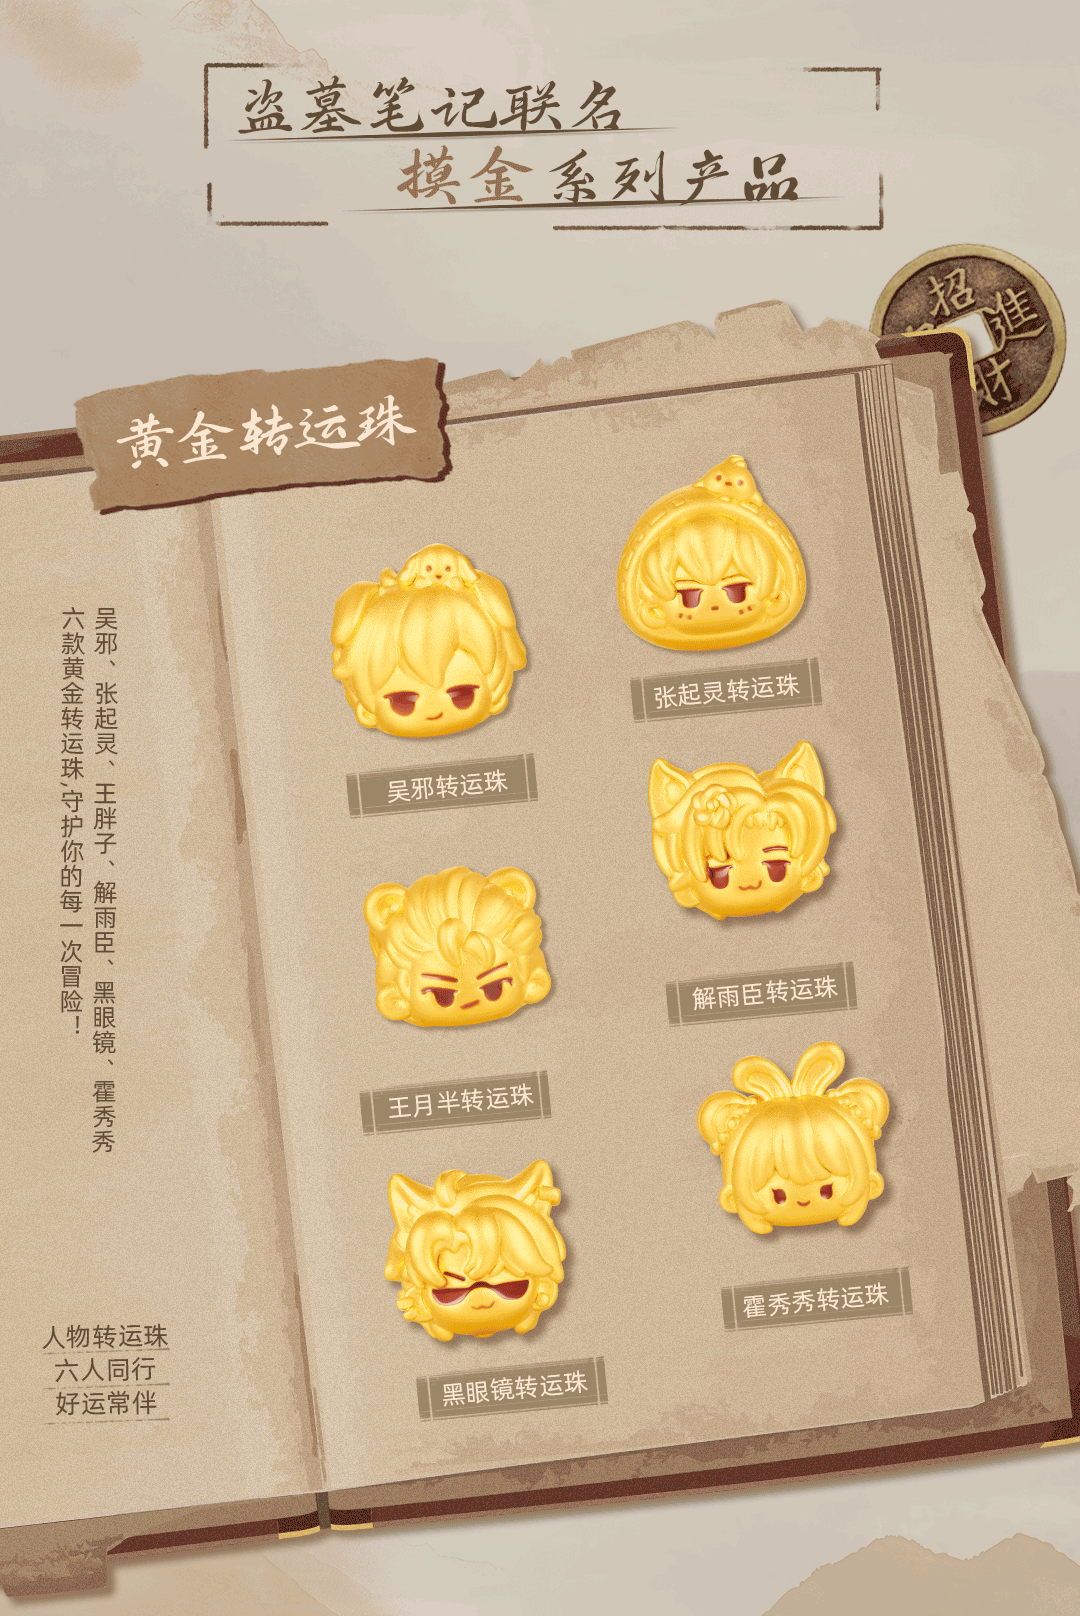 盗墓笔记联名
摸金系列产品
招
進
財
黄金转运珠
吴邪、张起灵、王胖子、解雨臣、黑眼镜、霍秀秀
六款黄金转运珠,守护你的每一次冒险！
张起灵转运珠
吴邪转运珠
解雨臣转运珠
王月半转运珠
霍秀秀转运珠
黑眼镜转运珠
人物转运珠
六人同行
好运常伴